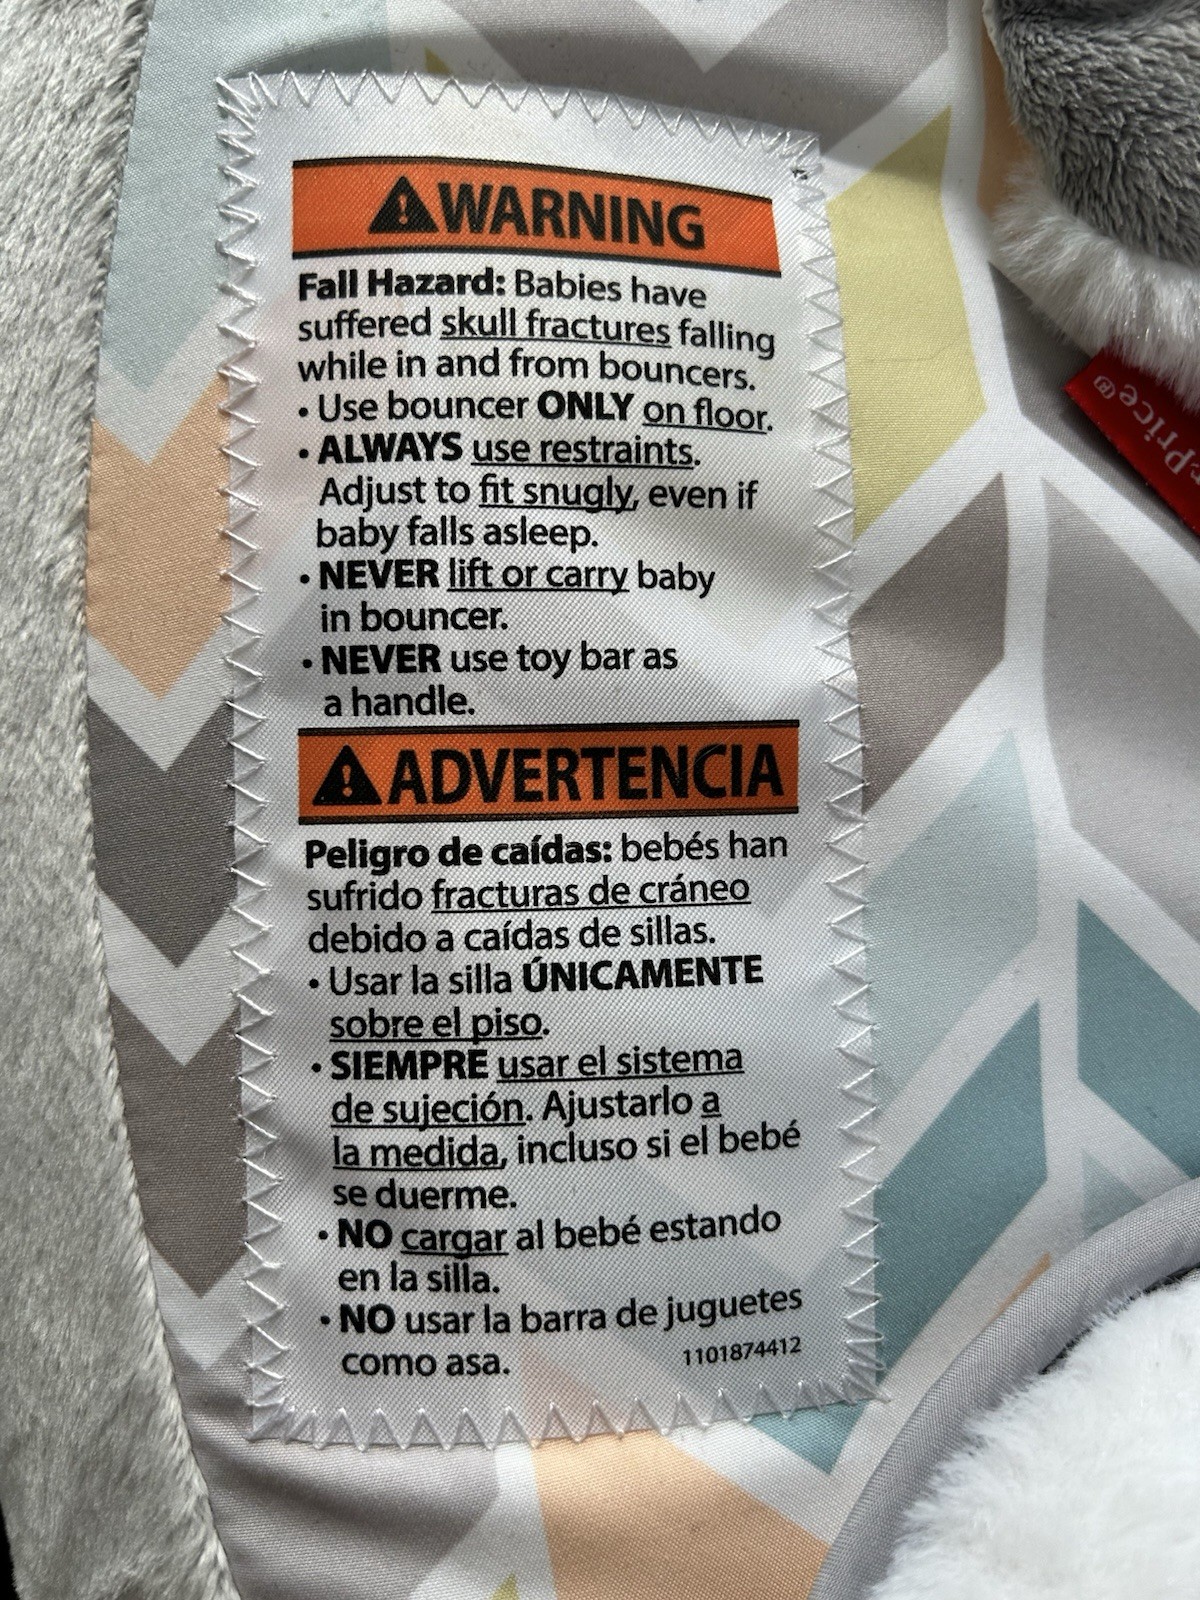 WARNING
Fall Hazard: Babies have
suffered skull fractures falling
while in and from bouncers.
• Use bouncer ONLY on floor.
• ALWAYS use restraints.
Adjust to fit snugly, even if
baby falls asleep.
• NEVER lift or carry baby
in bouncer.
• NEVER use toy bar as
a handle.
ADVERTENCIA
Peligro de caídas: bebés han
sufrido fracturas de cráneo
debido a caídas de sillas.
• Usar la silla ÚNICAMENTE
sobre el piso.
• SIEMPRE usar el sistema
de sujeción. Ajustarlo a
la medida, incluso si el bebé
se duerme.
• NO cargar al bebé estando
en la silla.
• NO usar la barra de juguetes
como asa.
1101874412
Price®